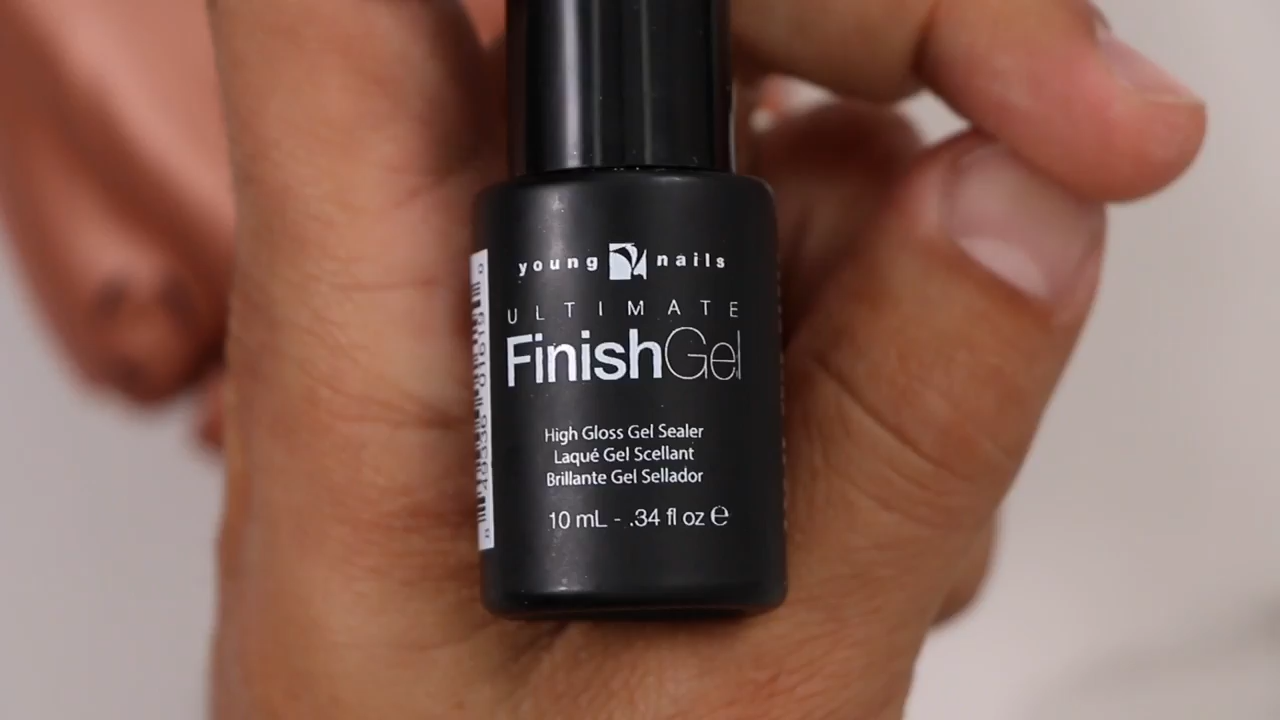 young nails
ULTIMATE
FinishGel
High Gloss Gel Sealer
Laqué Gel Scellant
Brillante Gel Sellador
10 mL - .34 fl oz ℮